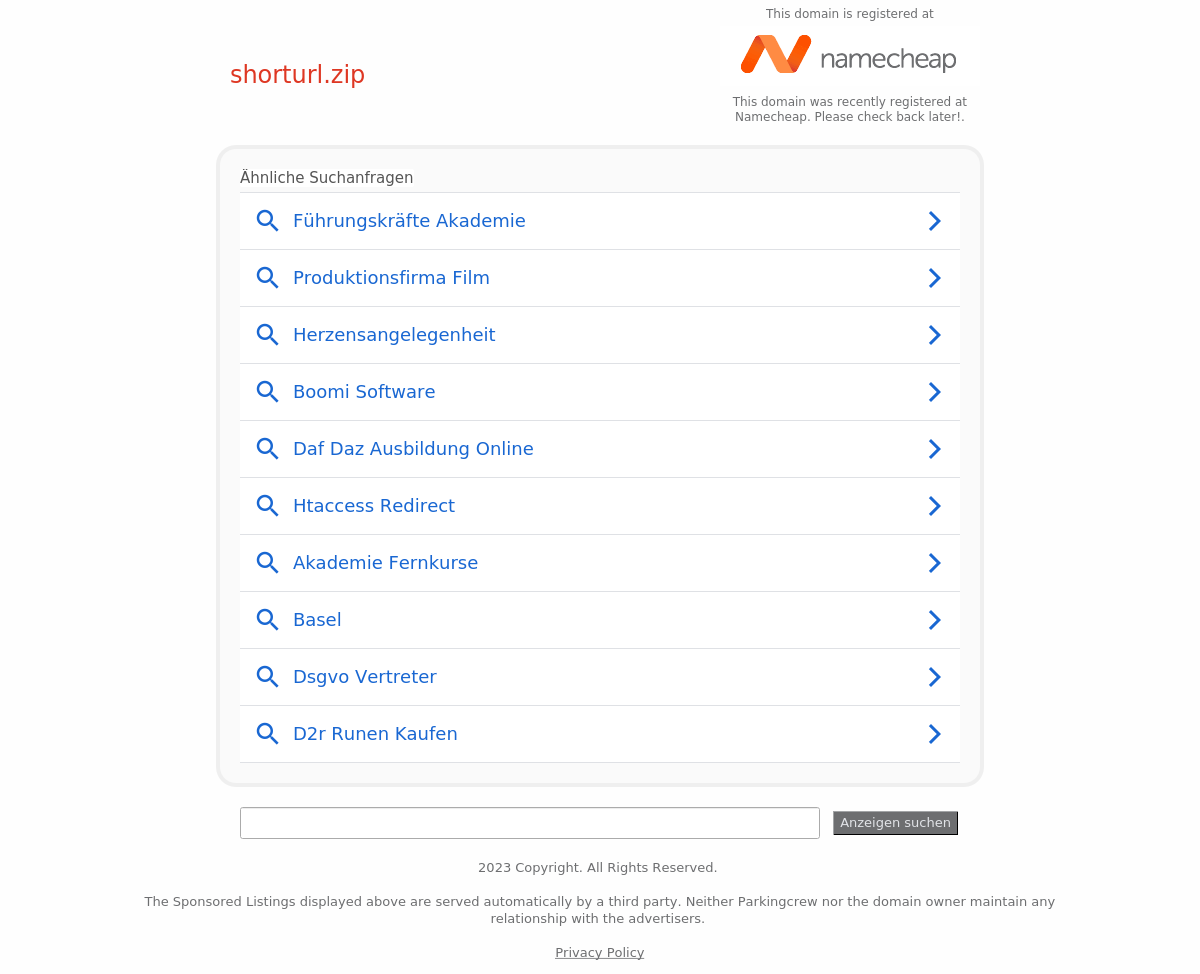 This domain is registered at
namecheap
shorturl.zip
This domain was recently registered at
Namecheap. Please check back later!.
Ähnliche Suchanfragen
Führungskräfte Akademie
Produktionsfirma Film
Herzensangelegenheit
Boomi Software
Daf Daz Ausbildung Online
Htaccess Redirect
Akademie Fernkurse
Basel
Dsgvo Vertreter
D2r Runen Kaufen
Anzeigen suchen
2023 Copyright. All Rights Reserved.
The Sponsored Listings displayed above are served automatically by a third party. Neither Parkingcrew nor the domain owner maintain any
relationship with the advertisers.
Privacy Policy